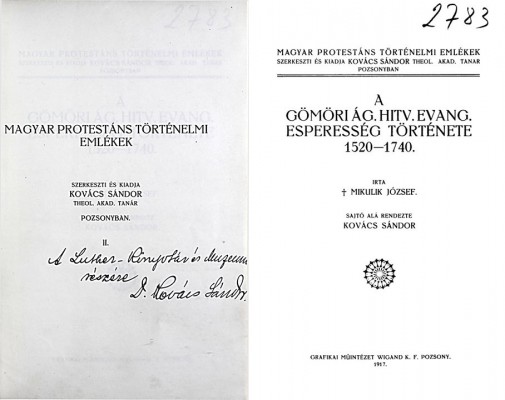 MAGYAR PROTESTÁNS TÖRTÉNELMI
EMLÉKEK
SZERKESZTI ÉS KIADJA
KOVÁCS SÁNDOR
THEOL. AKAD. TANÁR
POZSONYBAN.
II.
A Luther-Könyvtár és Muzeum
részére
D. Kovács Sándor
2783
MAGYAR PROTESTÁNS TÖRTÉNELMI EMLÉKEK
SZERKESZTI ÉS KIADJA KOVÁCS SÁNDOR THEOL. AKAD. TANÁR
POZSONYBAN
A
GÖMÖRI ÁG. HITV. EVANG.
ESPERESSÉG TÖRTÉNETE
1520—1740.
IRTA
† MIKULIK JÓZSEF.
SAJTÓ ALÁ RENDEZTE
KOVÁCS SÁNDOR
GRAFIKAI MŰINTÉZET WIGAND K. F. POZSONY.
1917.